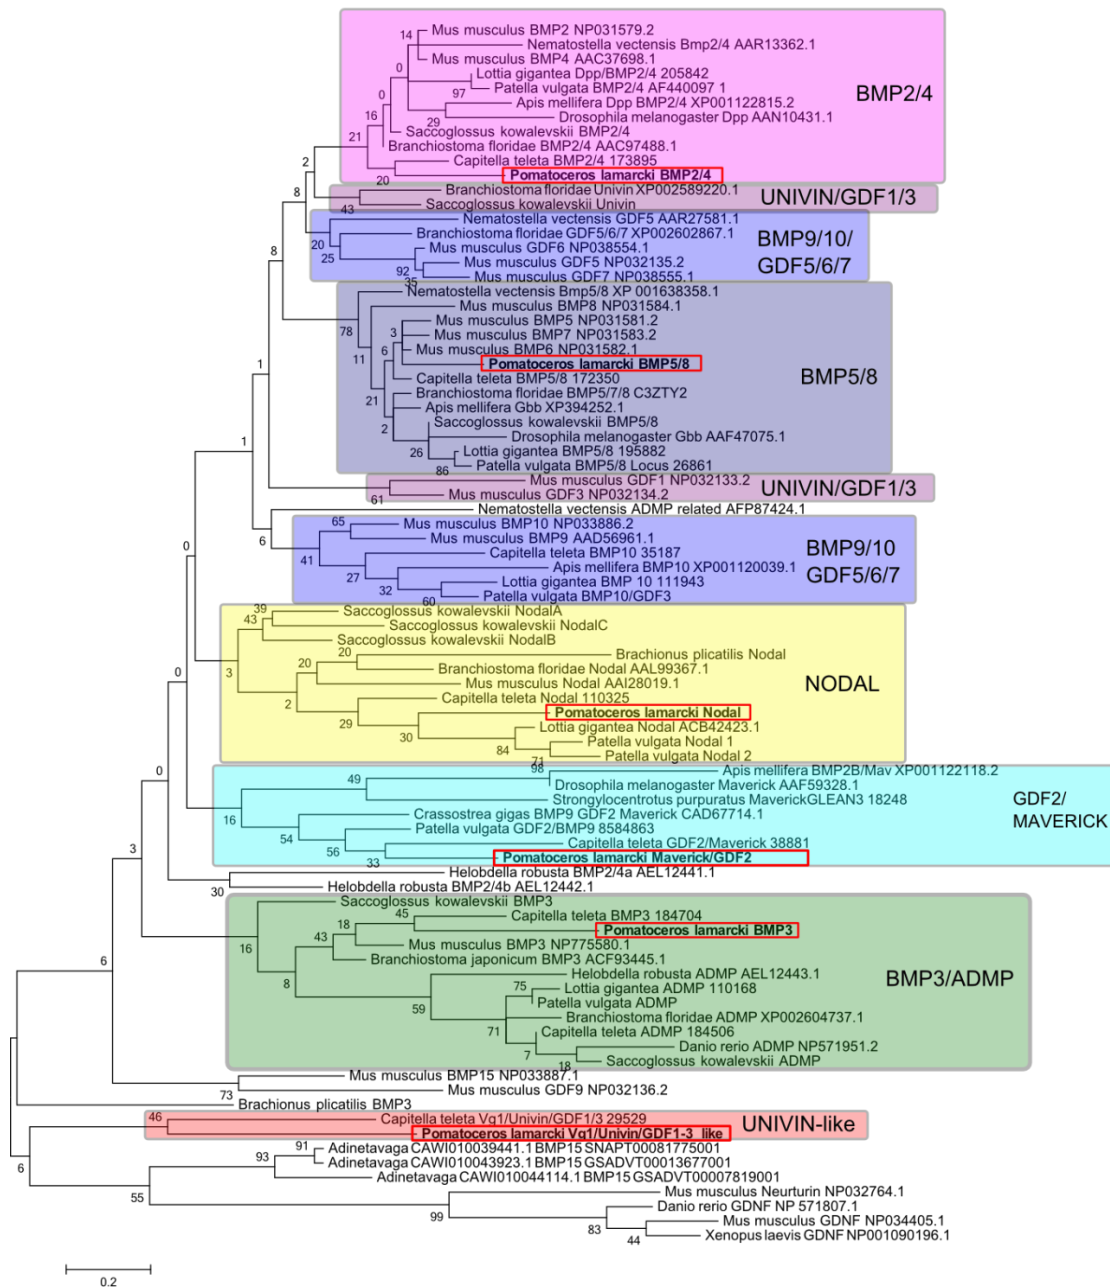 Mus musculus BMP2 NP031579.2
14
Nematostella vectensis Bmp2/4 AAR13362.1
Mus musculus BMP4 AAC37698.1
0
Lottia gigantea Dpp/BMP2/4 205842
Patella vulgata BMP2/4 AF440097 1
97
BMP2/4
0
Apis mellifera Dpp BMP2/4 XP001122815.2
Drosophila melanogaster Dpp AAN10431.1
29
16
Saccoglossus kowalevskii BMP2/4
21
Branchiostoma floridae BMP2/4 AAC97488.1
2
Capitella teleta BMP2/4 173895
Pomatoceros lamarcki BMP2/4
20
8
Branchiostoma floridae Univin XP002589220.1
UNIVIN/GDF1/3
Saccoglossus kowalevskii Univin
43
Nematostella vectensis GDF5 AAR27581.1
20
Branchiostoma floridae GDF5/6/7 XP002602867.1
BMP9/10/
GDF5/6/7
8
25
Mus musculus GDF6 NP038554.1
Mus musculus GDF5 NP032135.2
92
Mus musculus GDF7 NP038555.1
35
Nematostella vectensis Bmp5/8 XP 001638358.1
Mus musculus BMP8 NP031584.1
78
Mus musculus BMP5 NP031581.2
3
Mus musculus BMP7 NP031583.2
Mus musculus BMP6 NP031582.1
11
6
Pomatoceros lamarcki BMP5/8
BMP5/8
1
Capitella teleta BMP5/8 172350
21
Branchiostoma floridae BMP5/7/8 C3ZTY2
Apis mellifera Gbb XP394252.1
2
Saccoglossus kowalevskii BMP5/8
Drosophila melanogaster Gbb AAF47075.1
1
26
Lottia gigantea BMP5/8 195882
Patella vulgata BMP5/8 Locus 26861
86
Mus musculus GDF1 NP032133.2
UNIVIN/GDF1/3
Mus musculus GDF3 NP032134.2
61
Nematostella vectensis ADMP related AFP87424.1
6
65
Mus musculus BMP10 NP033886.2
Mus musculus BMP9 AAD56961.1
BMP9/10
GDF5/6/7
0
41
Capitella teleta BMP10 35187
27
Apis mellifera BMP10 XP001120039.1
32
Lottia gigantea BMP 10 111943
60
Patella vulgata BMP10/GDF3
39
Saccoglossus kowalevskii NodalA
43
Saccoglossus kowalevskii NodalC
Saccoglossus kowalevskii NodalB
20
Brachionus plicatilis Nodal
0
3
20
Branchiostoma floridae Nodal AAL99367.1
Mus musculus Nodal AAI28019.1
NODAL
2
Capitella teleta Nodal 110325
29
Pomatoceros lamarcki Nodal
30
Lottia gigantea Nodal ACB42423.1
84
Patella vulgata Nodal 1
71
Patella vulgata Nodal 2
0
98
Apis mellifera BMP2B/Mav XP001122118.2
49
Drosophila melanogaster Maverick AAF59328.1
Strongylocentrotus purpuratus MaverickGLEAN3 18248
GDF2/
MAVERICK
16
Crassostrea gigas BMP9 GDF2 Maverick CAD67714.1
54
Patella vulgata GDF2/BMP9 8584863
56
Capitella teleta GDF2/Maverick 38881
3
33
Pomatoceros lamarcki Maverick/GDF2
Helobdella robusta BMP2/4a AEL12441.1
30
Helobdella robusta BMP2/4b AEL12442.1
Saccoglossus kowalevskii BMP3
45
Capitella teleta BMP3 184704
18
Pomatoceros lamarcki BMP3
16
43
Mus musculus BMP3 NP775580.1
Branchiostoma japonicum BMP3 ACF93445.1
6
8
Helobdella robusta ADMP AEL12443.1
BMP3/ADMP
75
Lottia gigantea ADMP 110168
59
Patella vulgata ADMP
71
Branchiostoma floridae ADMP XP002604737.1
Capitella teleta ADMP 184506
7
Danio rerio ADMP NP571951.2
18
Saccoglossus kowalevskii ADMP
Mus musculus BMP15 NP033887.1
73
Mus musculus GDF9 NP032136.2
Brachionus plicatilis BMP3
46
Capitella teleta Vg1/Univin/GDF1/3 29529
UNIVIN-like
Pomatoceros lamarcki Vg1/Univin/GDF1-3 like
91
Adinetavaga CAWI010039441.1 BMP15 SNAPT00081775001
93
Adinetavaga CAWI010043923.1 BMP15 GSADVT00013677001
6
Adinetavaga CAWI010044114.1 BMP15 GSADVT00007819001
55
Mus musculus Neurturin NP032764.1
99
Danio rerio GDNF NP 571807.1
83
Mus musculus GDNF NP034405.1
44
Xenopus laevis GDNF NP001090196.1
0.2